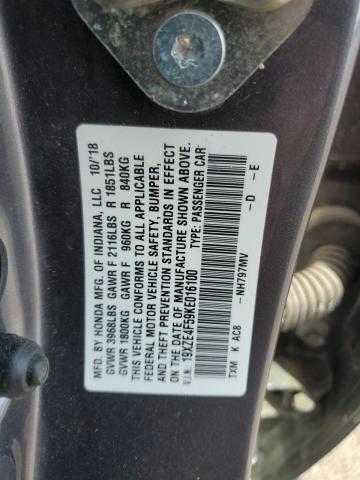 MFD. BY HONDA MFG. OF INDIANA, LLC 10/'18
GVWR 3968LBS GAWR F 2116LBS R 1851LBS
GVWR 1800KG GAWR F 960KG R 840KG
THIS VEHICLE CONFORMS TO ALL APPLICABLE
FEDERAL MOTOR VEHICLE SAFETY, BUMPER,
AND THEFT PREVENTION STANDARDS IN EFFECT
ON THE DATE OF MANUFACTURE SHOWN ABOVE.
V.I.N.: 19XZE4F59KE016100 TYPE: PASSENGER CAR
NH797MV -D -E
TXM K AC8